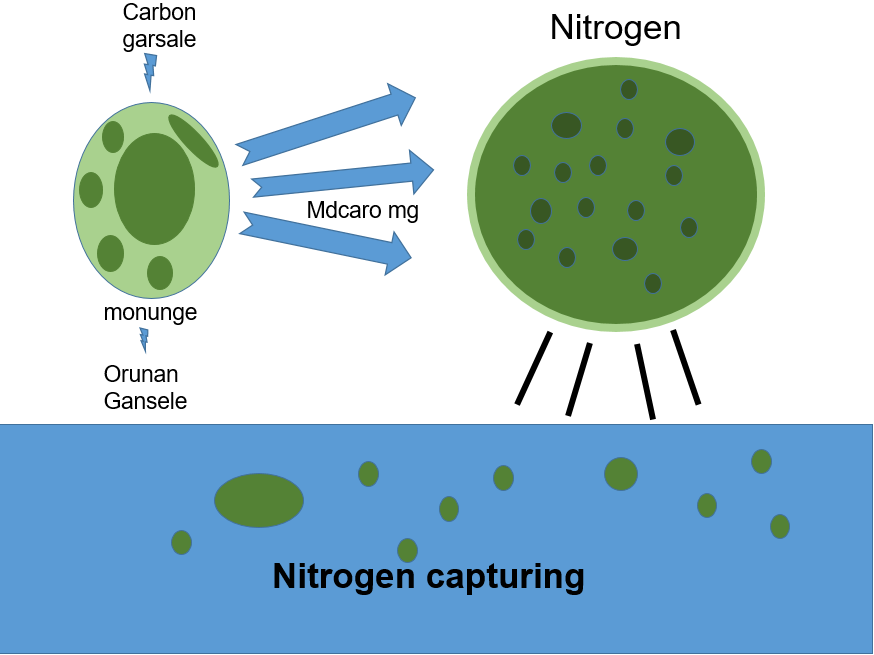 Carbon
garsale
Nitrogen
Mdcaro mg
monunge
Orunan
Gansele
Nitrogen capturing